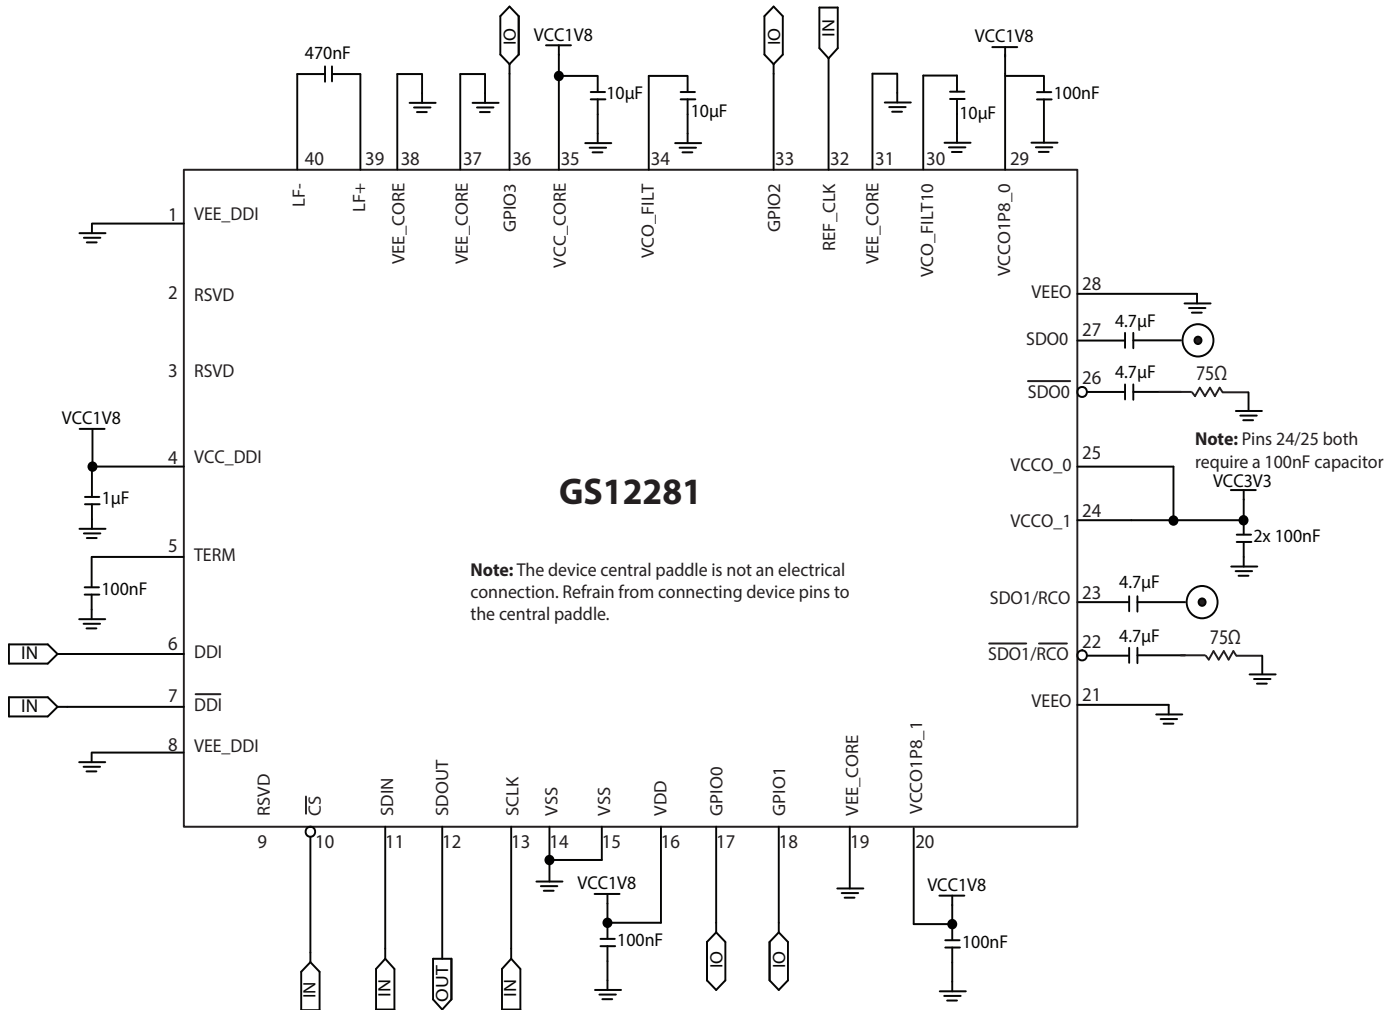 IO
VCC1V8
IO
IN
VCC1V8
470nF
10µF
10µF
10µF
100nF
40
39
38
37
36
35
34
33
32
31
30
29
LF-
LF+
VEE_CORE
VEE_CORE
GPIO3
VCC_CORE
VCO_FILT
GPIO2
REF_CLK
VEE_CORE
VCO_FILT10
VCCO1P8_0
1 VEE_DDI
2 RSVD
3 RSVD
VCC1V8
4 VCC_DDI
1µF
5 TERM
100nF
IN 6 DDI
IN 7 DDI
8 VEE_DDI
GS12281
Note: The device central paddle is not an electrical
connection. Refrain from connecting device pins to
the central paddle.
VEEO 28
SDO0 27 4.7µF
SDO0 26 4.7µF 75Ω
Note: Pins 24/25 both
require a 100nF capacitor
VCCO_0 25
VCC3V3
VCCO_1 24
2x 100nF
SDO1/RCO 23 4.7µF
SDO1/RCO 22 4.7µF 75Ω
VEEO 21
RSVD
CS
SDIN
SDOUT
SCLK
VSS
VSS
VDD
GPIO0
GPIO1
VEE_CORE
VCCO1P8_1
9
10
11
12
13
14
15
16
17
18
19
20
VCC1V8
VCC1V8
100nF
100nF
IN
IN
OUT
IN
IO
IO